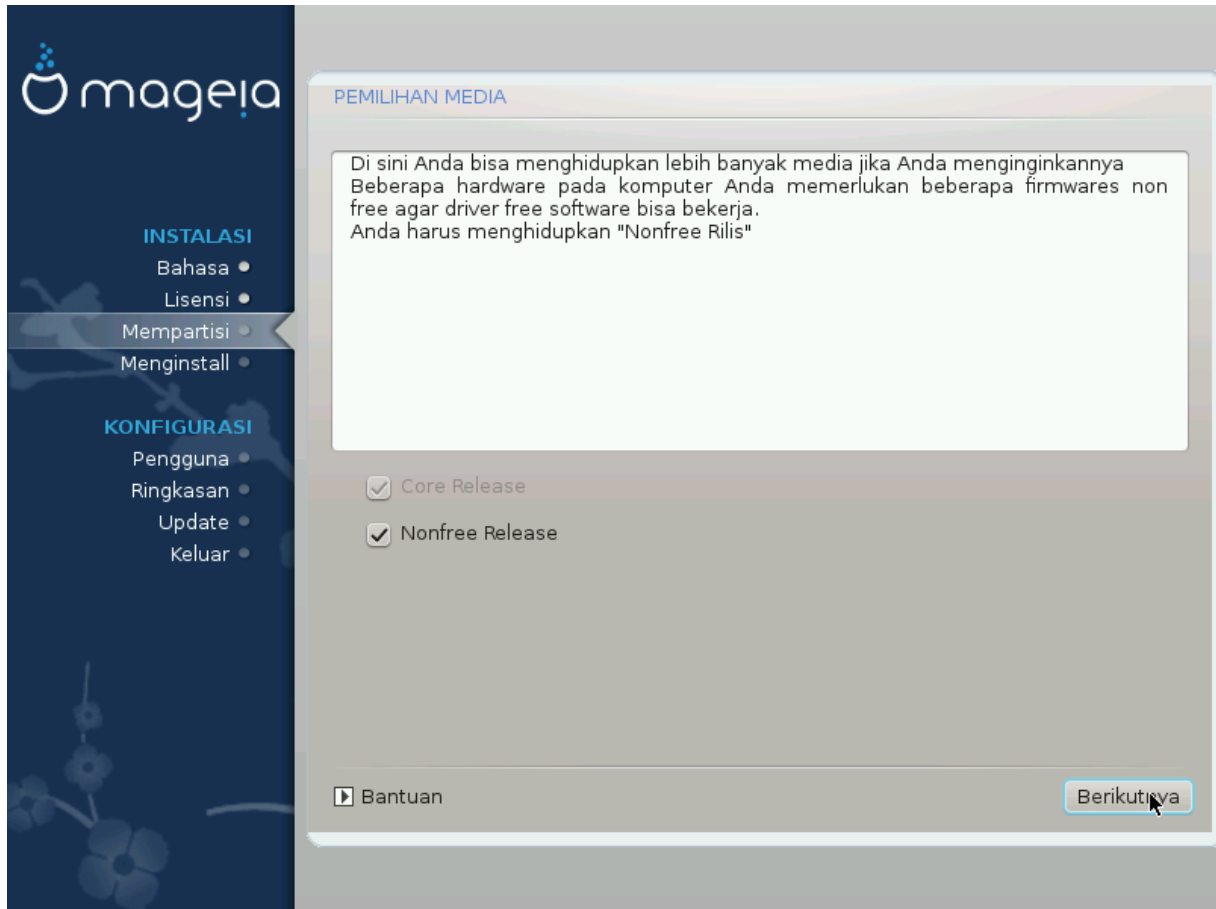 mageia
INSTALASI
Bahasa
Lisensi
Mempartisi
Menginstall
KONFIGURASI
Pengguna
Ringkasan
Update
Keluar
PEMILIHAN MEDIA
Di sini Anda bisa menghidupkan lebih banyak media jika Anda menginginkannya
Beberapa hardware pada komputer Anda memerlukan beberapa firmwares non
free agar driver free software bisa bekerja.
Anda harus menghidupkan "Nonfree Rilis"
Core Release
Nonfree Release
Bantuan
Berikutnya